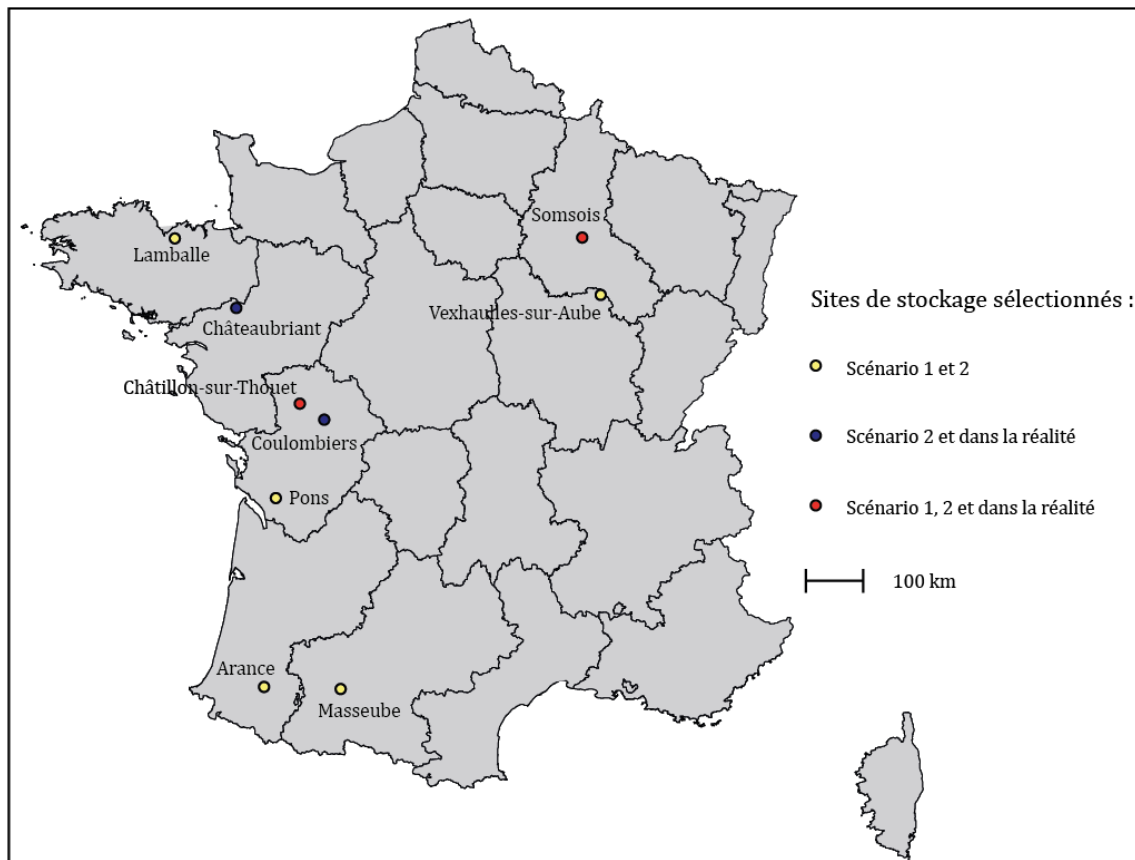 Somsois
Lamballe
Vexhaulles-sur-Aube
Châteaubriant
Châtillon-sur-Thouet
Coulombiers
Pons
Arance
Masseube
Sites de stockage sélectionnés :
Scénario 1 et 2
Scénario 2 et dans la réalité
Scénario 1, 2 et dans la réalité
100 km